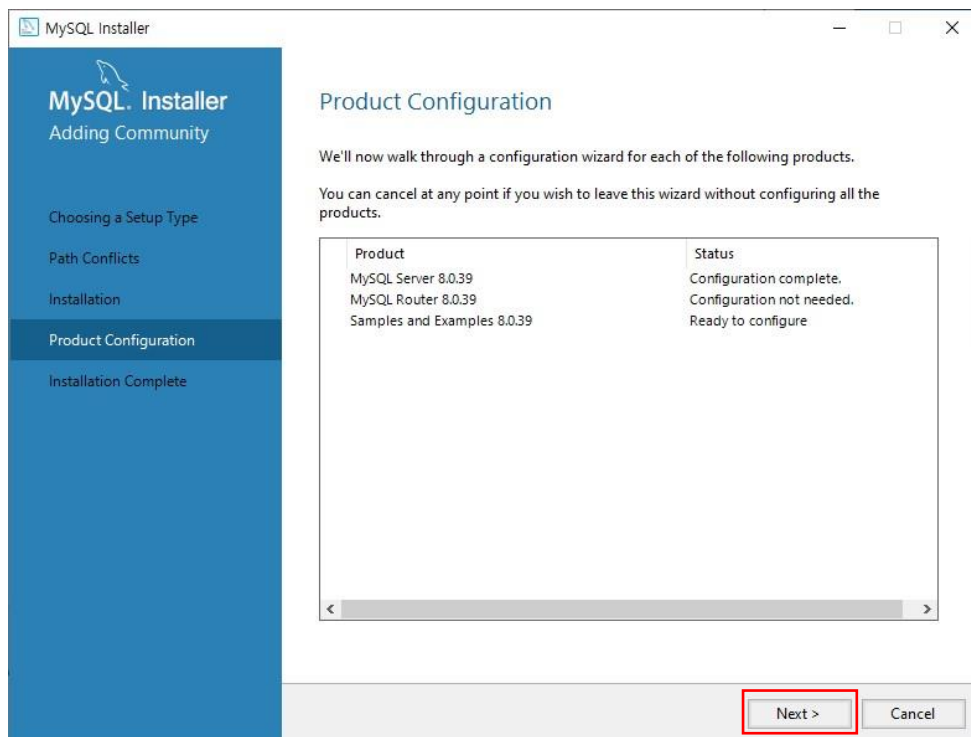 MySQL Installer
MySQL. Installer
Adding Community
Choosing a Setup Type
Path Conflicts
Installation
Product Configuration
Installation Complete
Product Configuration
We'll now walk through a configuration wizard for each of the following products.
You can cancel at any point if you wish to leave this wizard without configuring all the
products.
Product Status
MySQL Server 8.0.39 Configuration complete.
MySQL Router 8.0.39 Configuration not needed.
Samples and Examples 8.0.39 Ready to configure
Next > Cancel